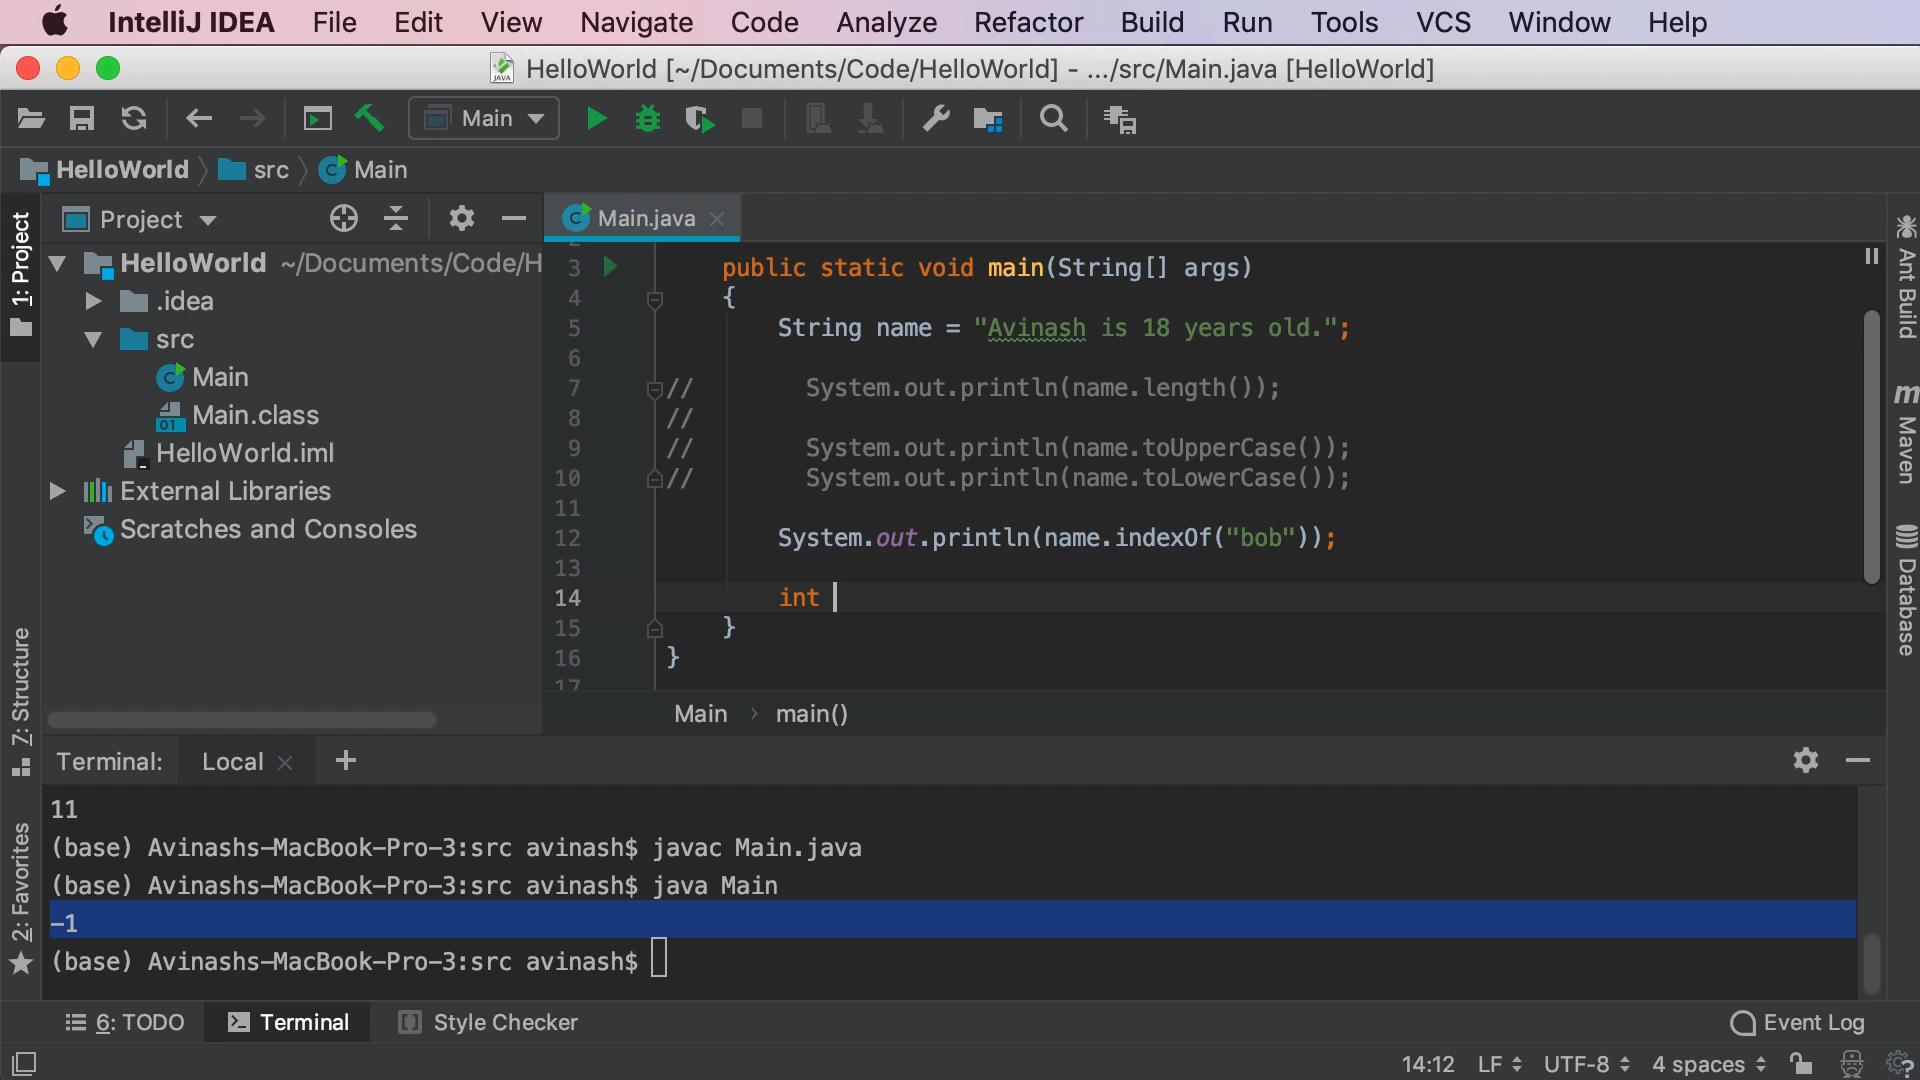 IntelliJ IDEA File Edit View Navigate Code Analyze Refactor Build Run Tools VCS Window Help
HelloWorld [~/Documents/Code/HelloWorld] - .../src/Main.java [HelloWorld]
Main
HelloWorld src Main
1: Project
Project
HelloWorld ~/Documents/Code/H
.idea
src
Main
Main.class
HelloWorld.iml
External Libraries
Scratches and Consoles
7: Structure
2: Favorites
Main.java
2
3 public static void main(String[] args)
4 {
5 String name = "Avinash is 18 years old.";
6
7 // System.out.println(name.length());
8 //
9 // System.out.println(name.toUpperCase());
10 // System.out.println(name.toLowerCase());
11
12 System.out.println(name.indexOf("bob"));
13
14 int
15 }
16 }
17
Main › main()
Ant Build
m Maven
Database
Terminal: Local +
11
(base) Avinashs-MacBook-Pro-3:src avinash$ javac Main.java
(base) Avinashs-MacBook-Pro-3:src avinash$ java Main
-1
(base) Avinashs-MacBook-Pro-3:src avinash$
6: TODO Terminal Style Checker Event Log
14:12 LF UTF-8 4 spaces